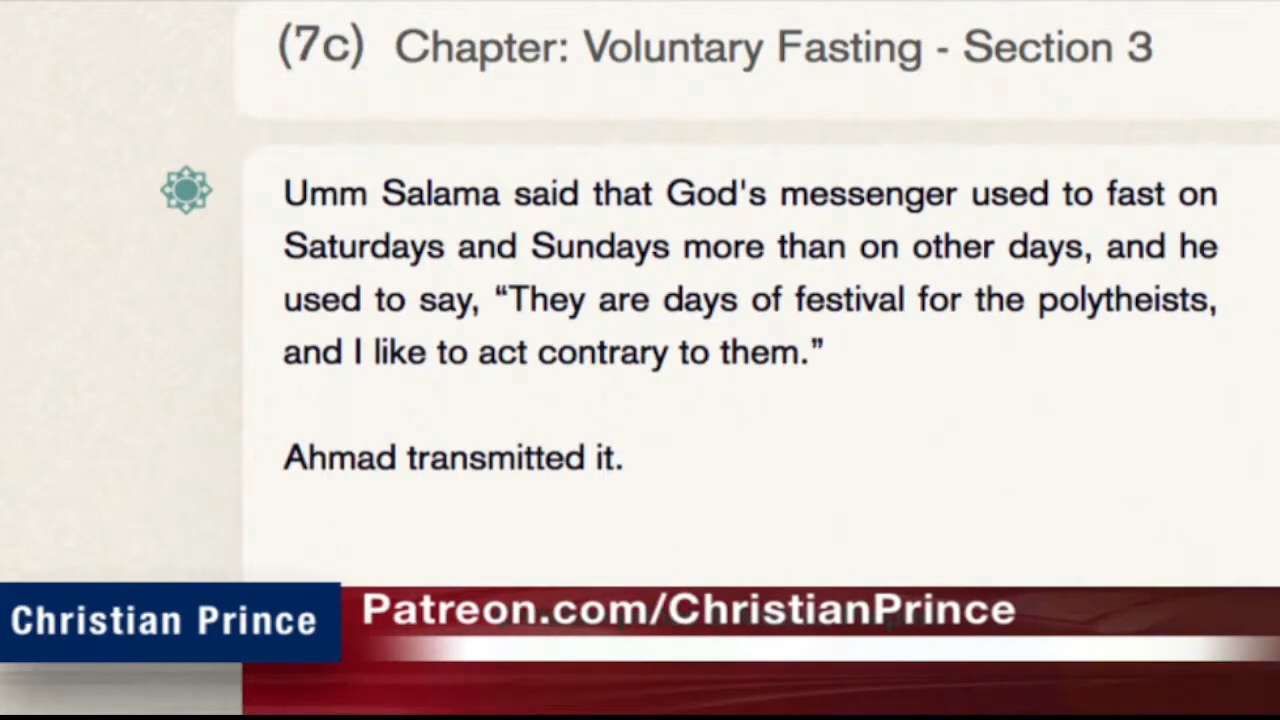 (7c) Chapter: Voluntary Fasting - Section 3
Umm Salama said that God's messenger used to fast on
Saturdays and Sundays more than on other days, and he
used to say, “They are days of festival for the polytheists,
and I like to act contrary to them.”
Ahmad transmitted it.
Christian Prince
Patreon.com/ChristianPrince